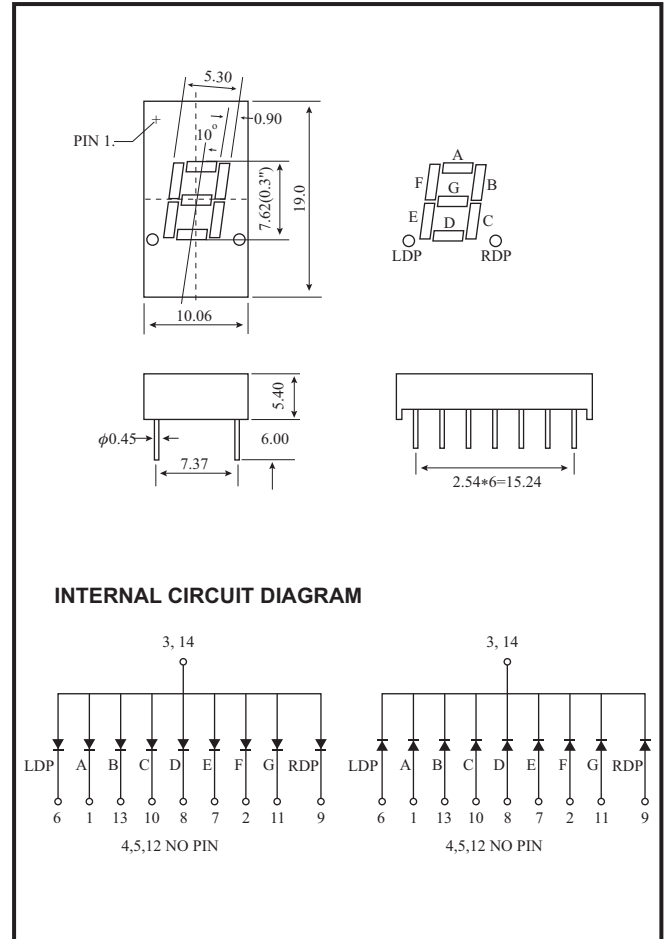 5.30
0.90
10°
PIN 1.
7.62(0.3")
19.0
10.06
A
F
B
G
E
D
C
LDP
RDP
5.40
ϕ0.45
6.00
7.37
2.54*6=15.24
INTERNAL CIRCUIT DIAGRAM
3, 14
3, 14
LDP A B C D E F G RDP
LDP A B C D E F G RDP
6 1 13 10 8 7 2 11 9
6 1 13 10 8 7 2 11 9
4,5,12 NO PIN
4,5,12 NO PIN